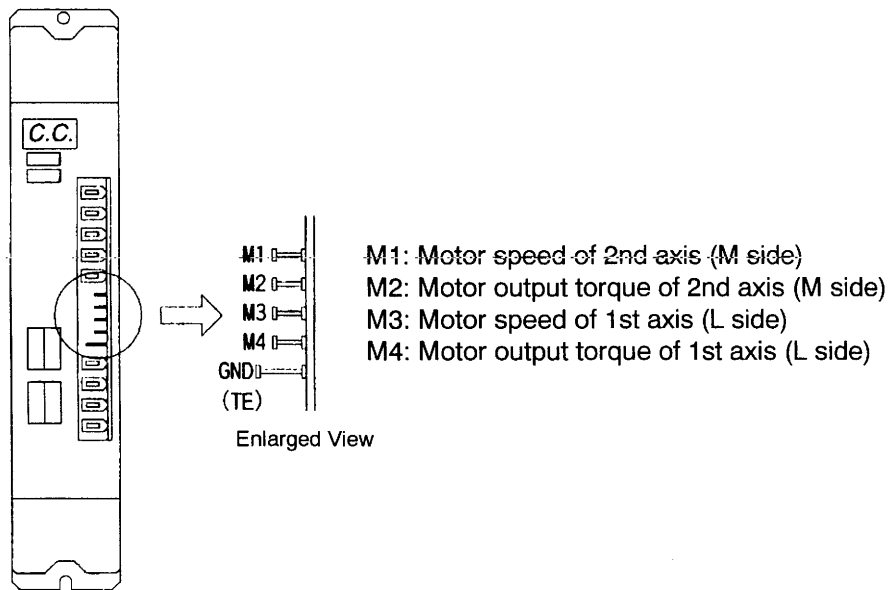 C.C.
M1
M2
M3
M4
GND
(TE)
Enlarged View
M1: Motor speed of 2nd axis (M side)
M2: Motor output torque of 2nd axis (M side)
M3: Motor speed of 1st axis (L side)
M4: Motor output torque of 1st axis (L side)